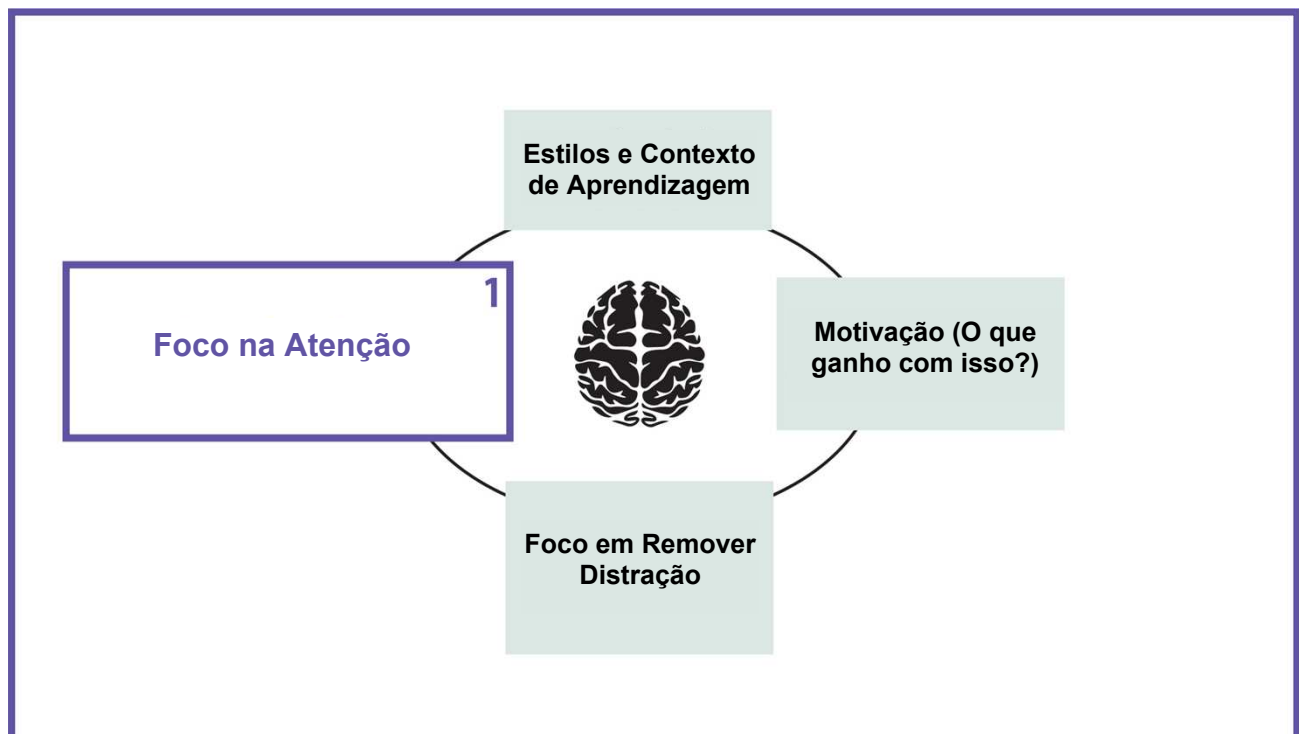 Estilos e Contexto
de Aprendizagem
1
Foco na Atenção
Motivação (O que
ganho com isso?)
Foco em Remover
Distração